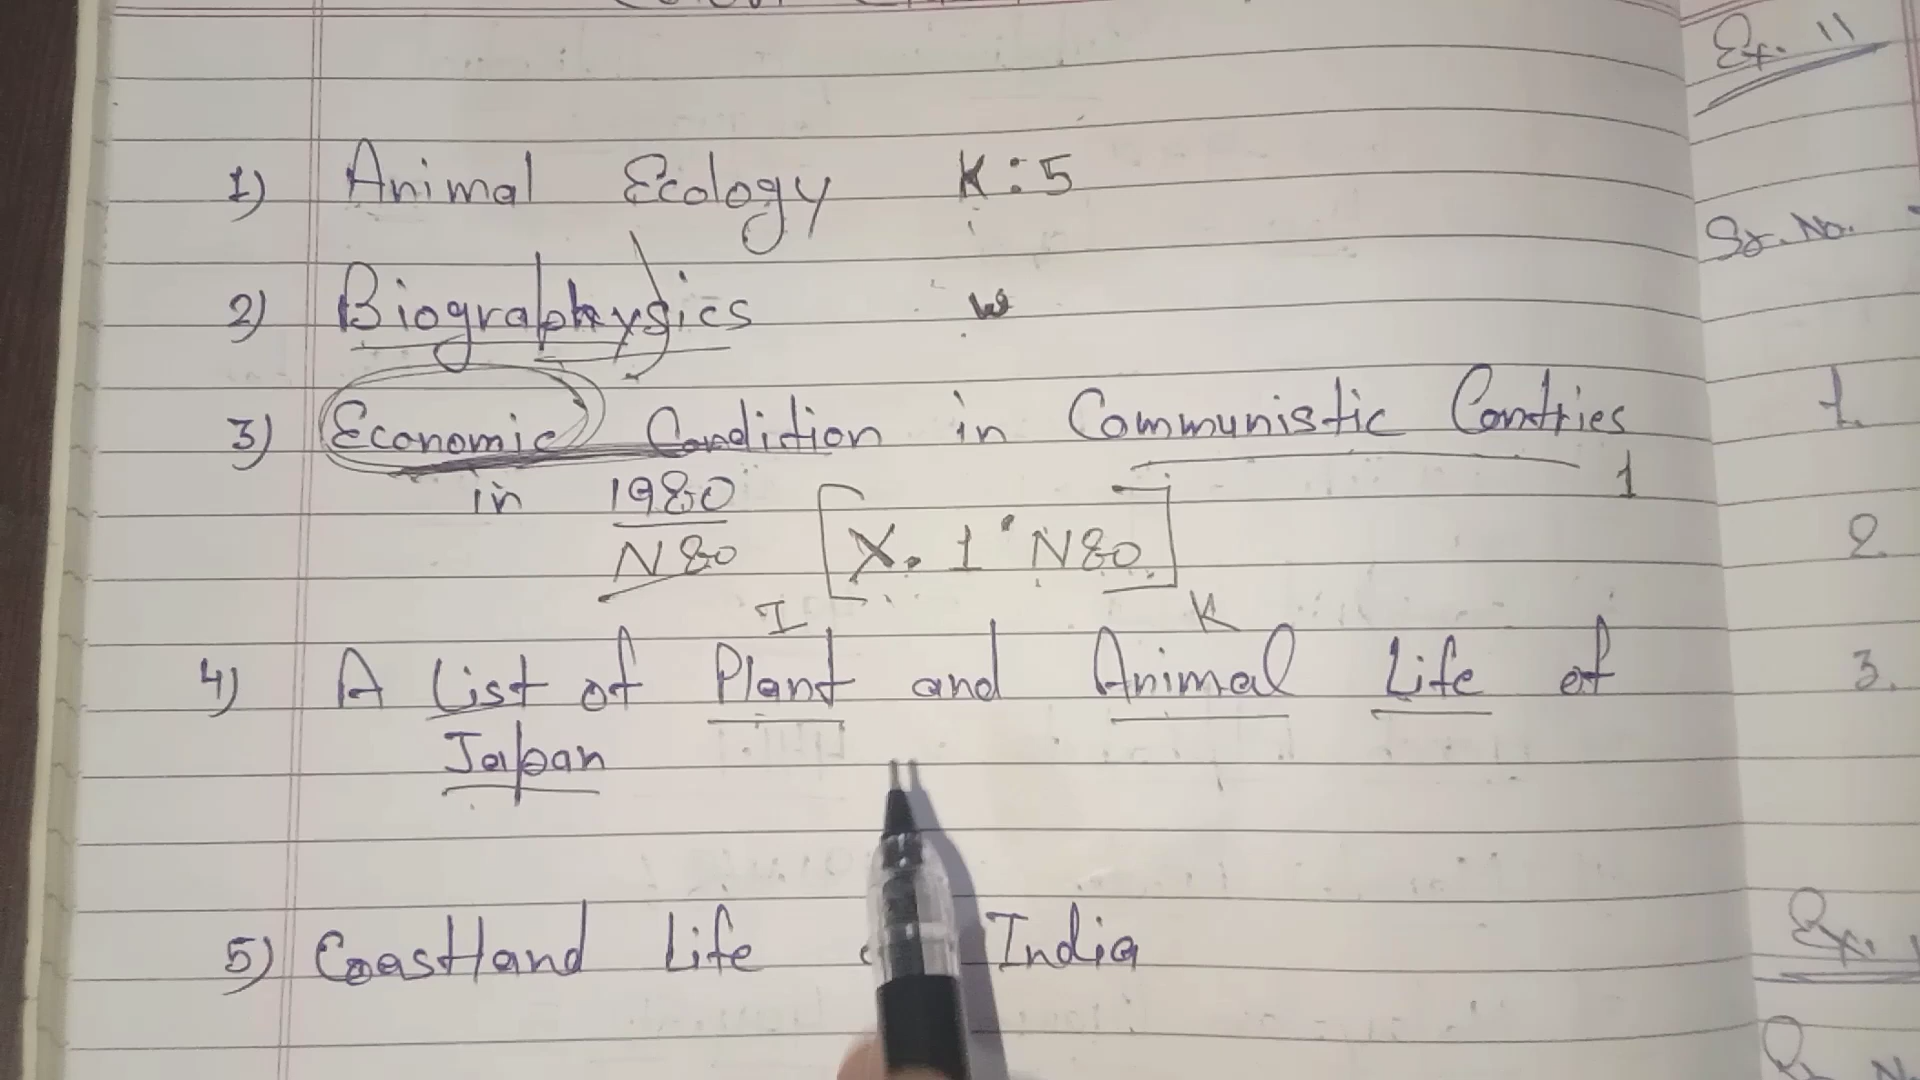 Ex. 11
1) Animal Ecology K:5
Sr. No.
2) Biographysics
3) Economic Condition in Communistic Contries
1.
in 1980
1
N80
X. 1 'N80
2
I K
4) A List of Plant and Animal Life of
3.
Japan
5) Coastland Life India
Ex.